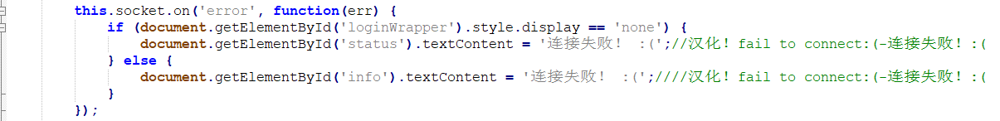 this.socket.on('error', function(err) {
if (document.getElementById('loginWrapper').style.display == 'none') {
document.getElementById('status').textContent = '连接失败！ :(';//汉化！fail to connect:(-连接失败！:(
} else {
document.getElementById('info').textContent = '连接失败！ :(';////汉化！fail to connect:(-连接失败！:(
}
});